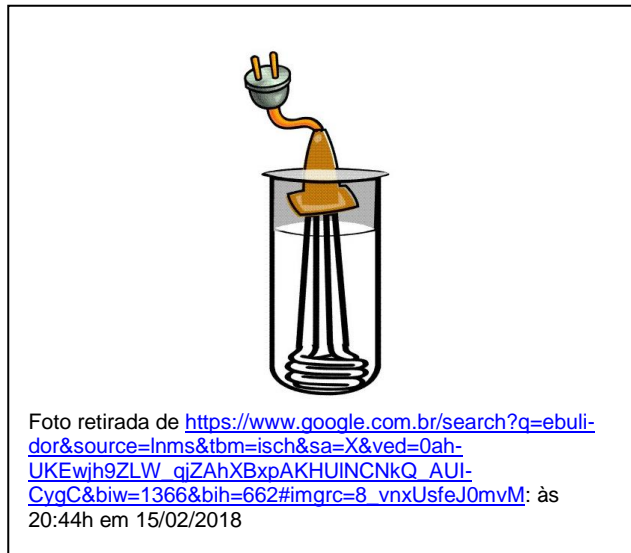 Foto retirada de https://www.google.com.br/search?q=ebuli-
dor&source=lnms&tbm=isch&sa=X&ved=0ah-
UKEwjh9ZLW_qjZAhXBxpAKHUlNCNkQ_AUI-
CygC&biw=1366&bih=662#imgrc=8_vnxUsfeJ0mvM: às
20:44h em 15/02/2018